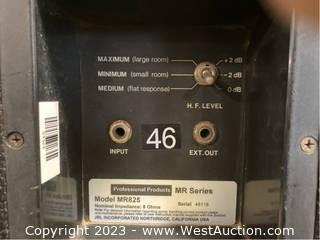 MAXIMUM (large room) +2 dB
MINIMUM (small room) -2 dB
MEDIUM (flat response) 0 dB
H. F. LEVEL
46
INPUT
EXT. OUT
Professional Products MR Series
Model MR825 Serial
Nominal Impedance: 8 Ohms
JBL INCORPORATED NORTHRIDGE, CALIFORNIA USA
Copyright 2023 - WestAuction.com